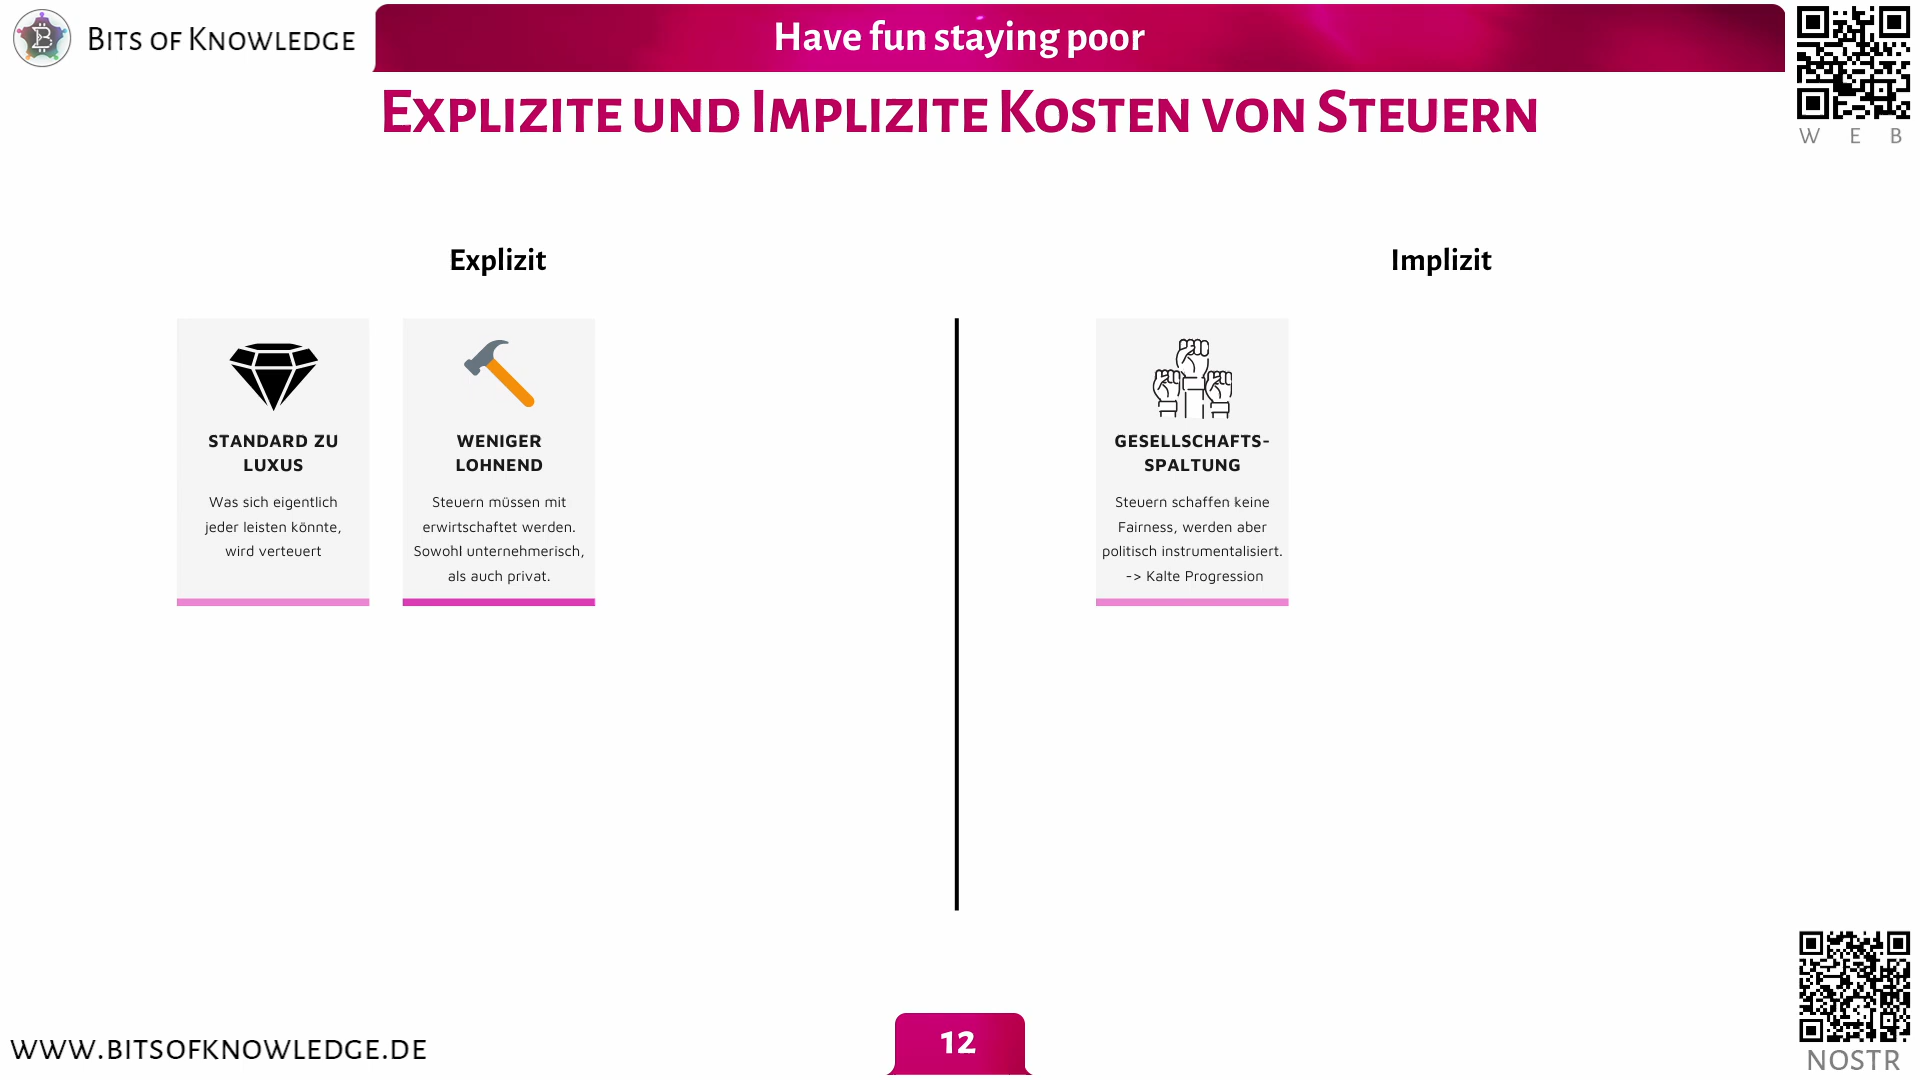 BITS OF KNOWLEDGE
Have fun staying poor
EXPLIZITE UND IMPLIZITE KOSTEN VON STEUERN
W E B
Explizit
Implizit
STANDARD ZU
LUXUS
Was sich eigentlich
jeder leisten könnte,
wird verteuert
WENIGER
LOHNEND
Steuern müssen mit
erwirtschaftet werden.
Sowohl unternehmerisch,
als auch privat.
GESELLSCHAFTS-
SPALTUNG
Steuern schaffen keine
Fairness, werden aber
politisch instrumentalisiert.
-> Kalte Progression
WWW.BITSOFKNOWLEDGE.DE
12
NOSTR